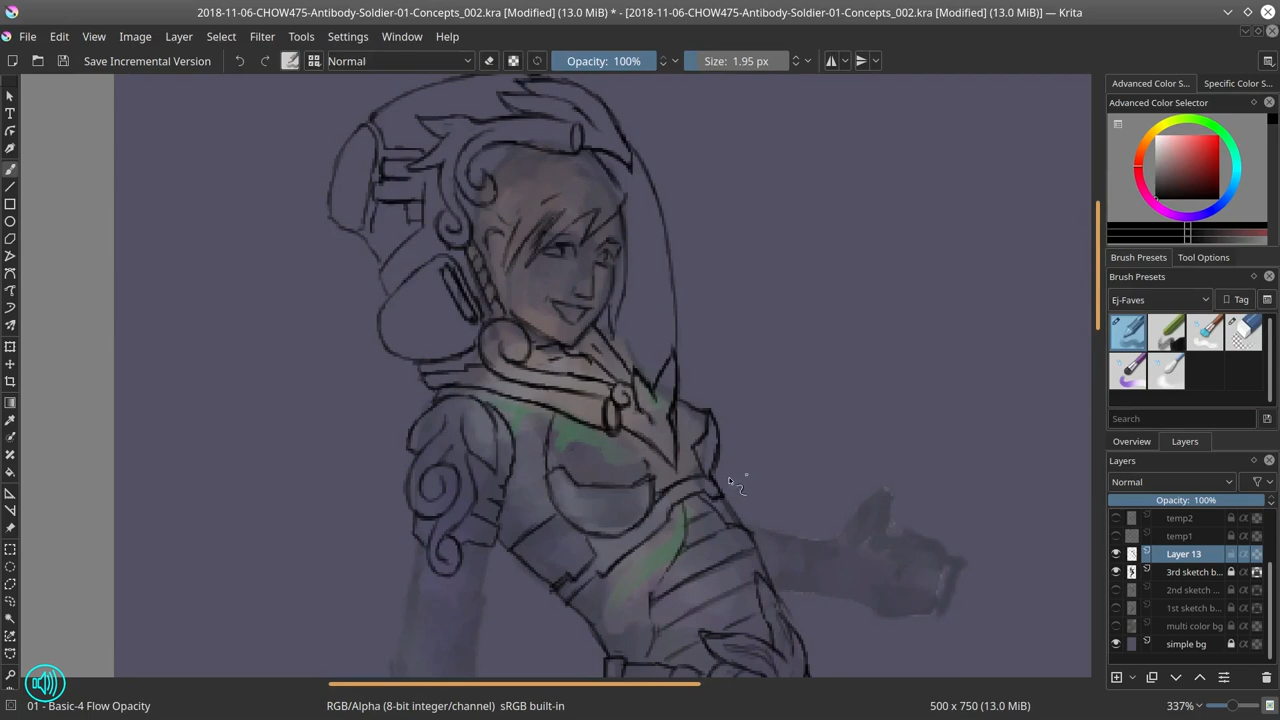 2018-11-06-CHOW475-Antibody-Soldier-01-Concepts_002.kra [Modified] (13.0 MiB) * - [2018-11-06-CHOW475-Antibody-Soldier-01-Concepts_002.kra [Modified] (13.0 MiB)] — Krita
File Edit View Image Layer Select Filter Tools Settings Window Help
Save Incremental Version Normal Opacity: 100% Size: 1.95 px
Advanced Color S... Specific Color S...
Advanced Color Selector
Brush Presets Tool Options
Brush Presets
Ej-Faves Tag
Search
Overview Layers
Layers
Normal
Opacity: 100%
temp2
temp1
Layer 13
3rd sketch b...
2nd sketch ...
1st sketch b...
multi color bg
simple bg
01 - Basic-4 Flow Opacity RGB/Alpha (8-bit integer/channel) sRGB built-in 500 x 750 (13.0 MiB) 337%